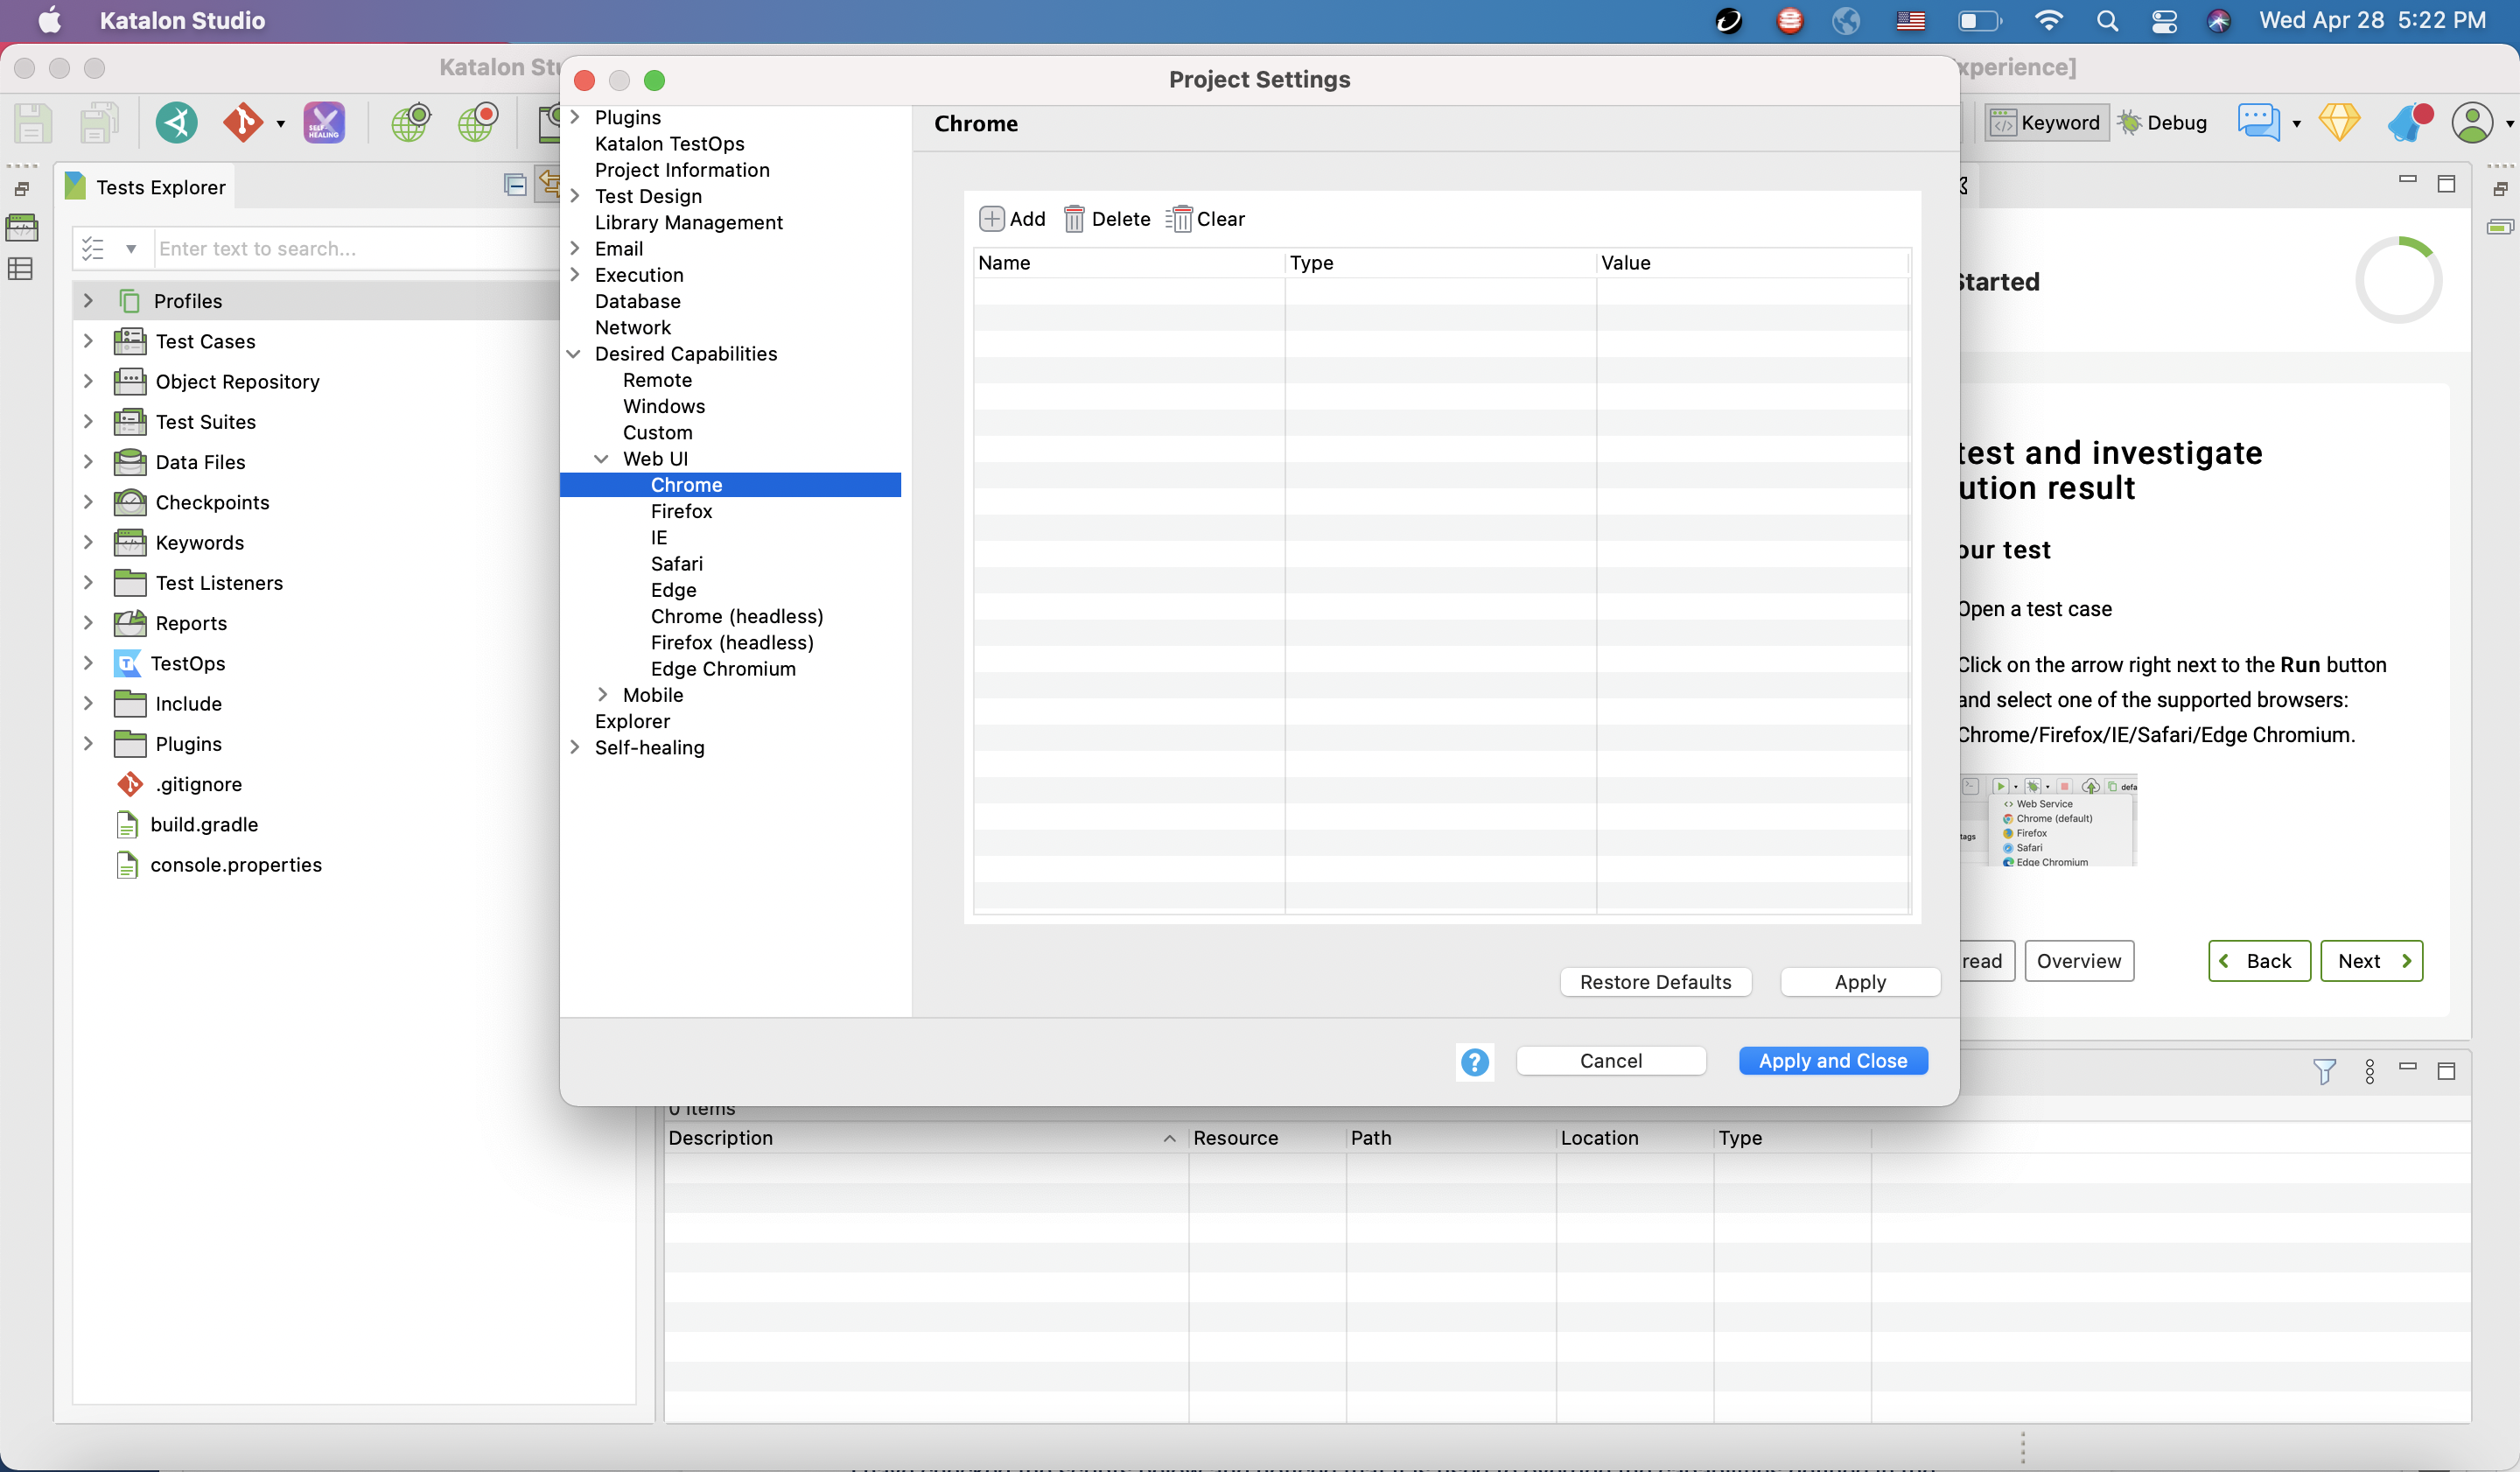 Katalon Studio
Wed Apr 28 5:22 PM
Katalon
Project Settings
xperience]
SELF-HEALING
Keyword
Debug
Tests Explorer
Enter text to search...
Profiles
Test Cases
Object Repository
Test Suites
Data Files
Checkpoints
Keywords
Test Listeners
Reports
TestOps
Include
Plugins
.gitignore
build.gradle
console.properties
Plugins
Katalon TestOps
Project Information
Test Design
Library Management
Email
Execution
Database
Network
Desired Capabilities
Remote
Windows
Custom
Web UI
Chrome
Firefox
IE
Safari
Edge
Chrome (headless)
Firefox (headless)
Edge Chromium
Mobile
Explorer
Self-healing
Chrome
Add Delete Clear
Name Type Value
Restore Defaults Apply
? Cancel Apply and Close
Started
test and investigate
ution result
our test
Open a test case
Click on the arrow right next to the Run button
and select one of the supported browsers:
Chrome/Firefox/IE/Safari/Edge Chromium.
defa
Web Service
Chrome (default)
tags
Firefox
Safari
Edge Chromium
read Overview Back Next
0 items
Description Resource Path Location Type